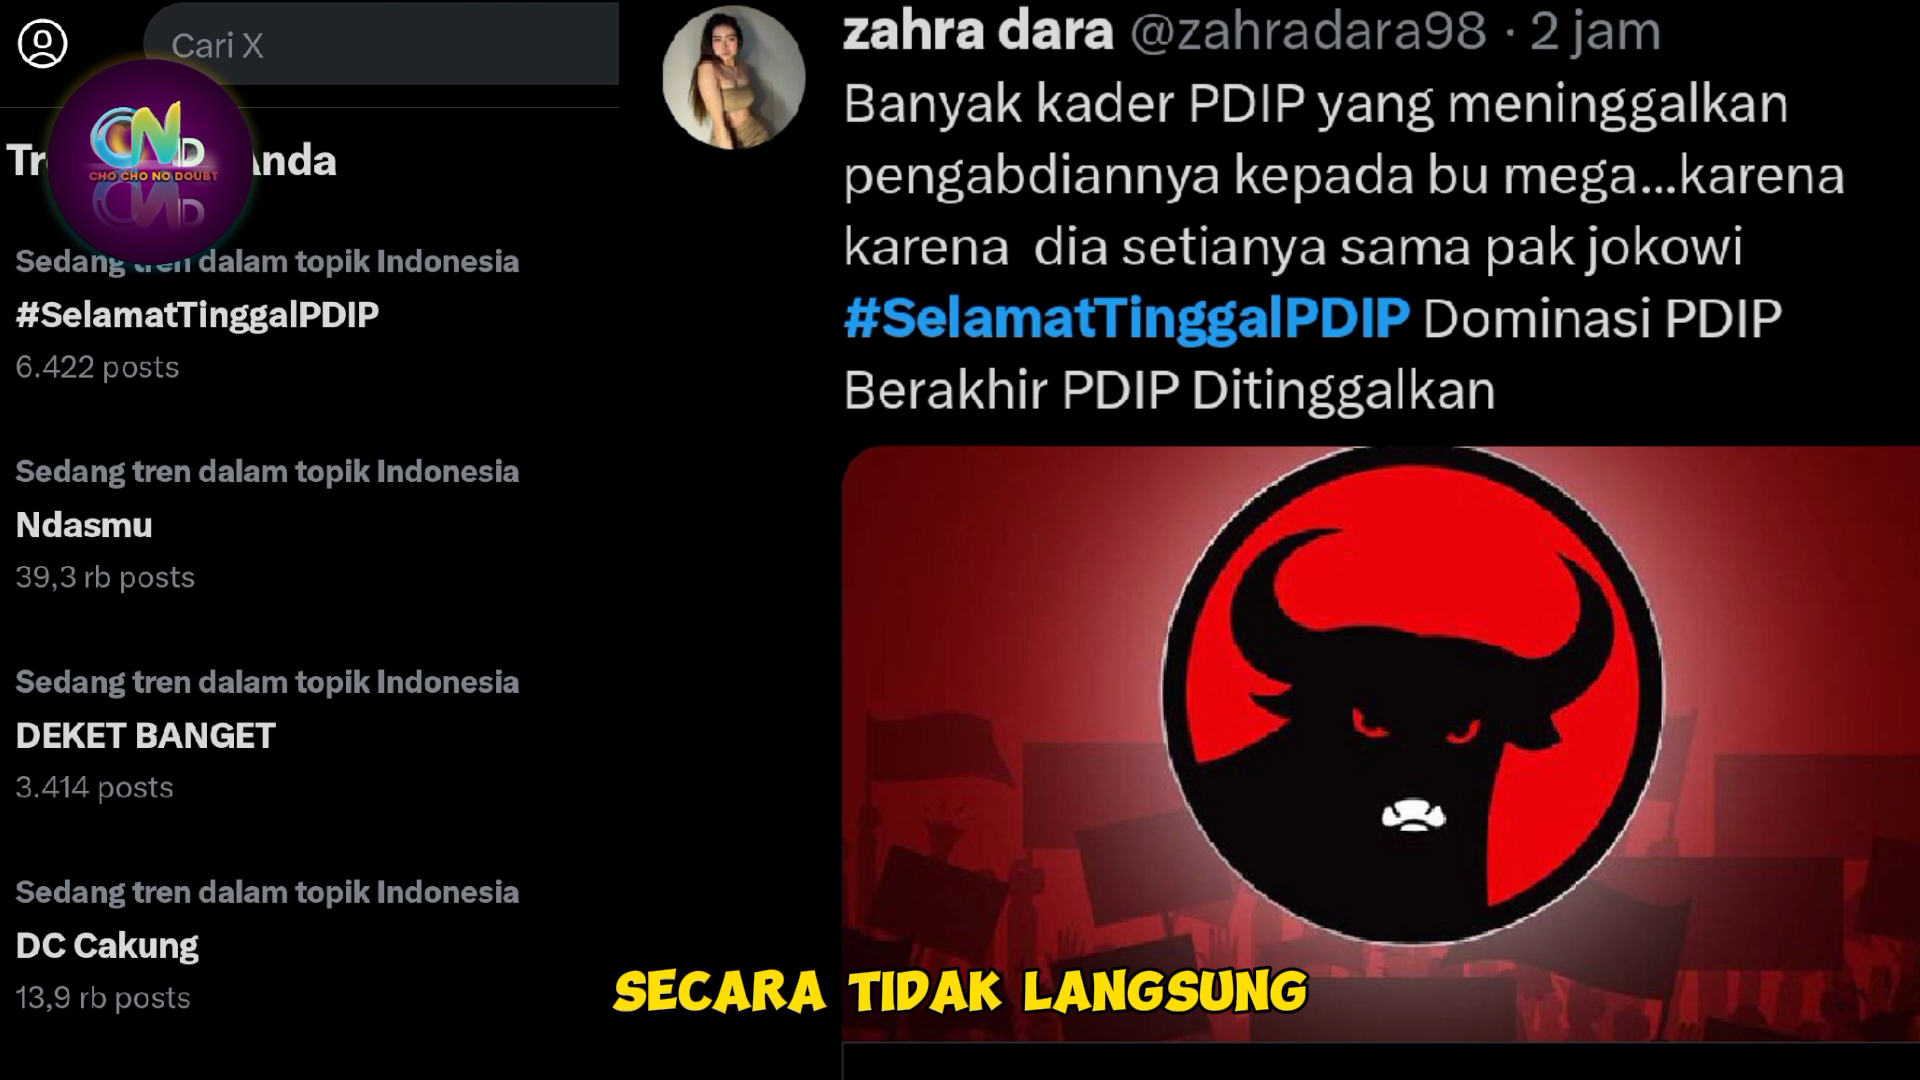 Cari X
CND
CHO CHO NO DOUBT
Tr
Anda
Sedang tren dalam topik Indonesia
#SelamatTinggalPDIP
6.422 posts
Sedang tren dalam topik Indonesia
Ndasmu
39,3 rb posts
Sedang tren dalam topik Indonesia
DEKET BANGET
3.414 posts
Sedang tren dalam topik Indonesia
DC Cakung
13,9 rb posts
zahra dara @zahradara98 · 2 jam
Banyak kader PDIP yang meninggalkan
pengabdiannya kepada bu mega...karena
karena dia setianya sama pak jokowi
#SelamatTinggalPDIP Dominasi PDIP
Berakhir PDIP Ditinggalkan
SECARA TIDAK LANGSUNG